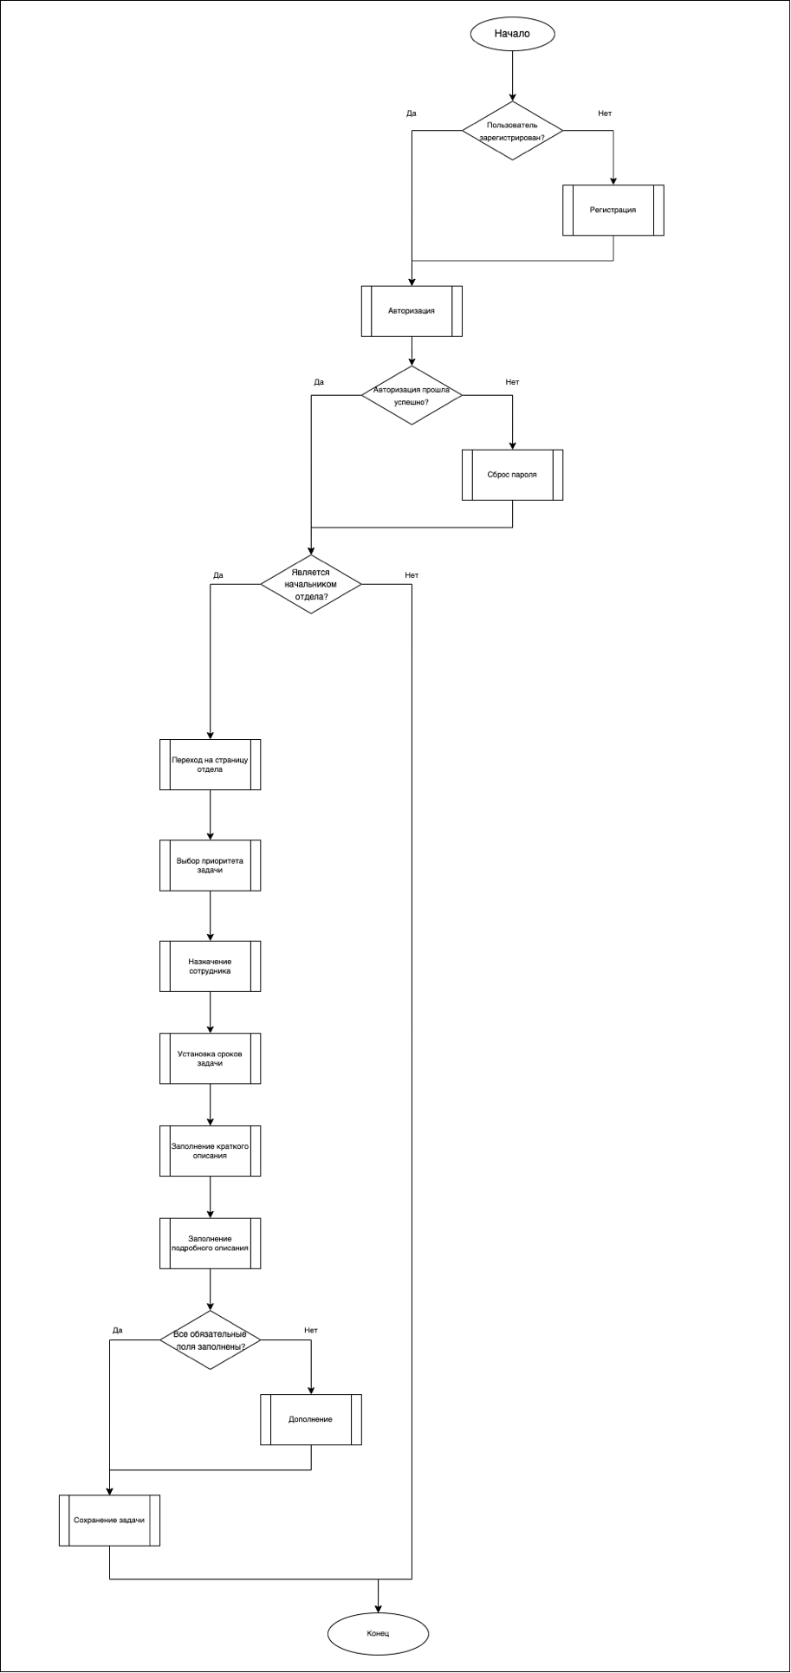 Начало
Да
Нет
Пользователь
зарегистрирован?
Регистрация
Авторизация
Да
Нет
Авторизация прошла
успешно?
Сброс пароля
Да
Нет
Является
начальником
отдела?
Переход на страницу
отдела
Выбор приоритета
задачи
Назначение
сотрудника
Установка сроков
задачи
Заполнение краткого
описания
Заполнение
подробного описания
Да
Нет
Все обязательные
поля заполнены?
Дополнение
Сохранение задачи
Конец